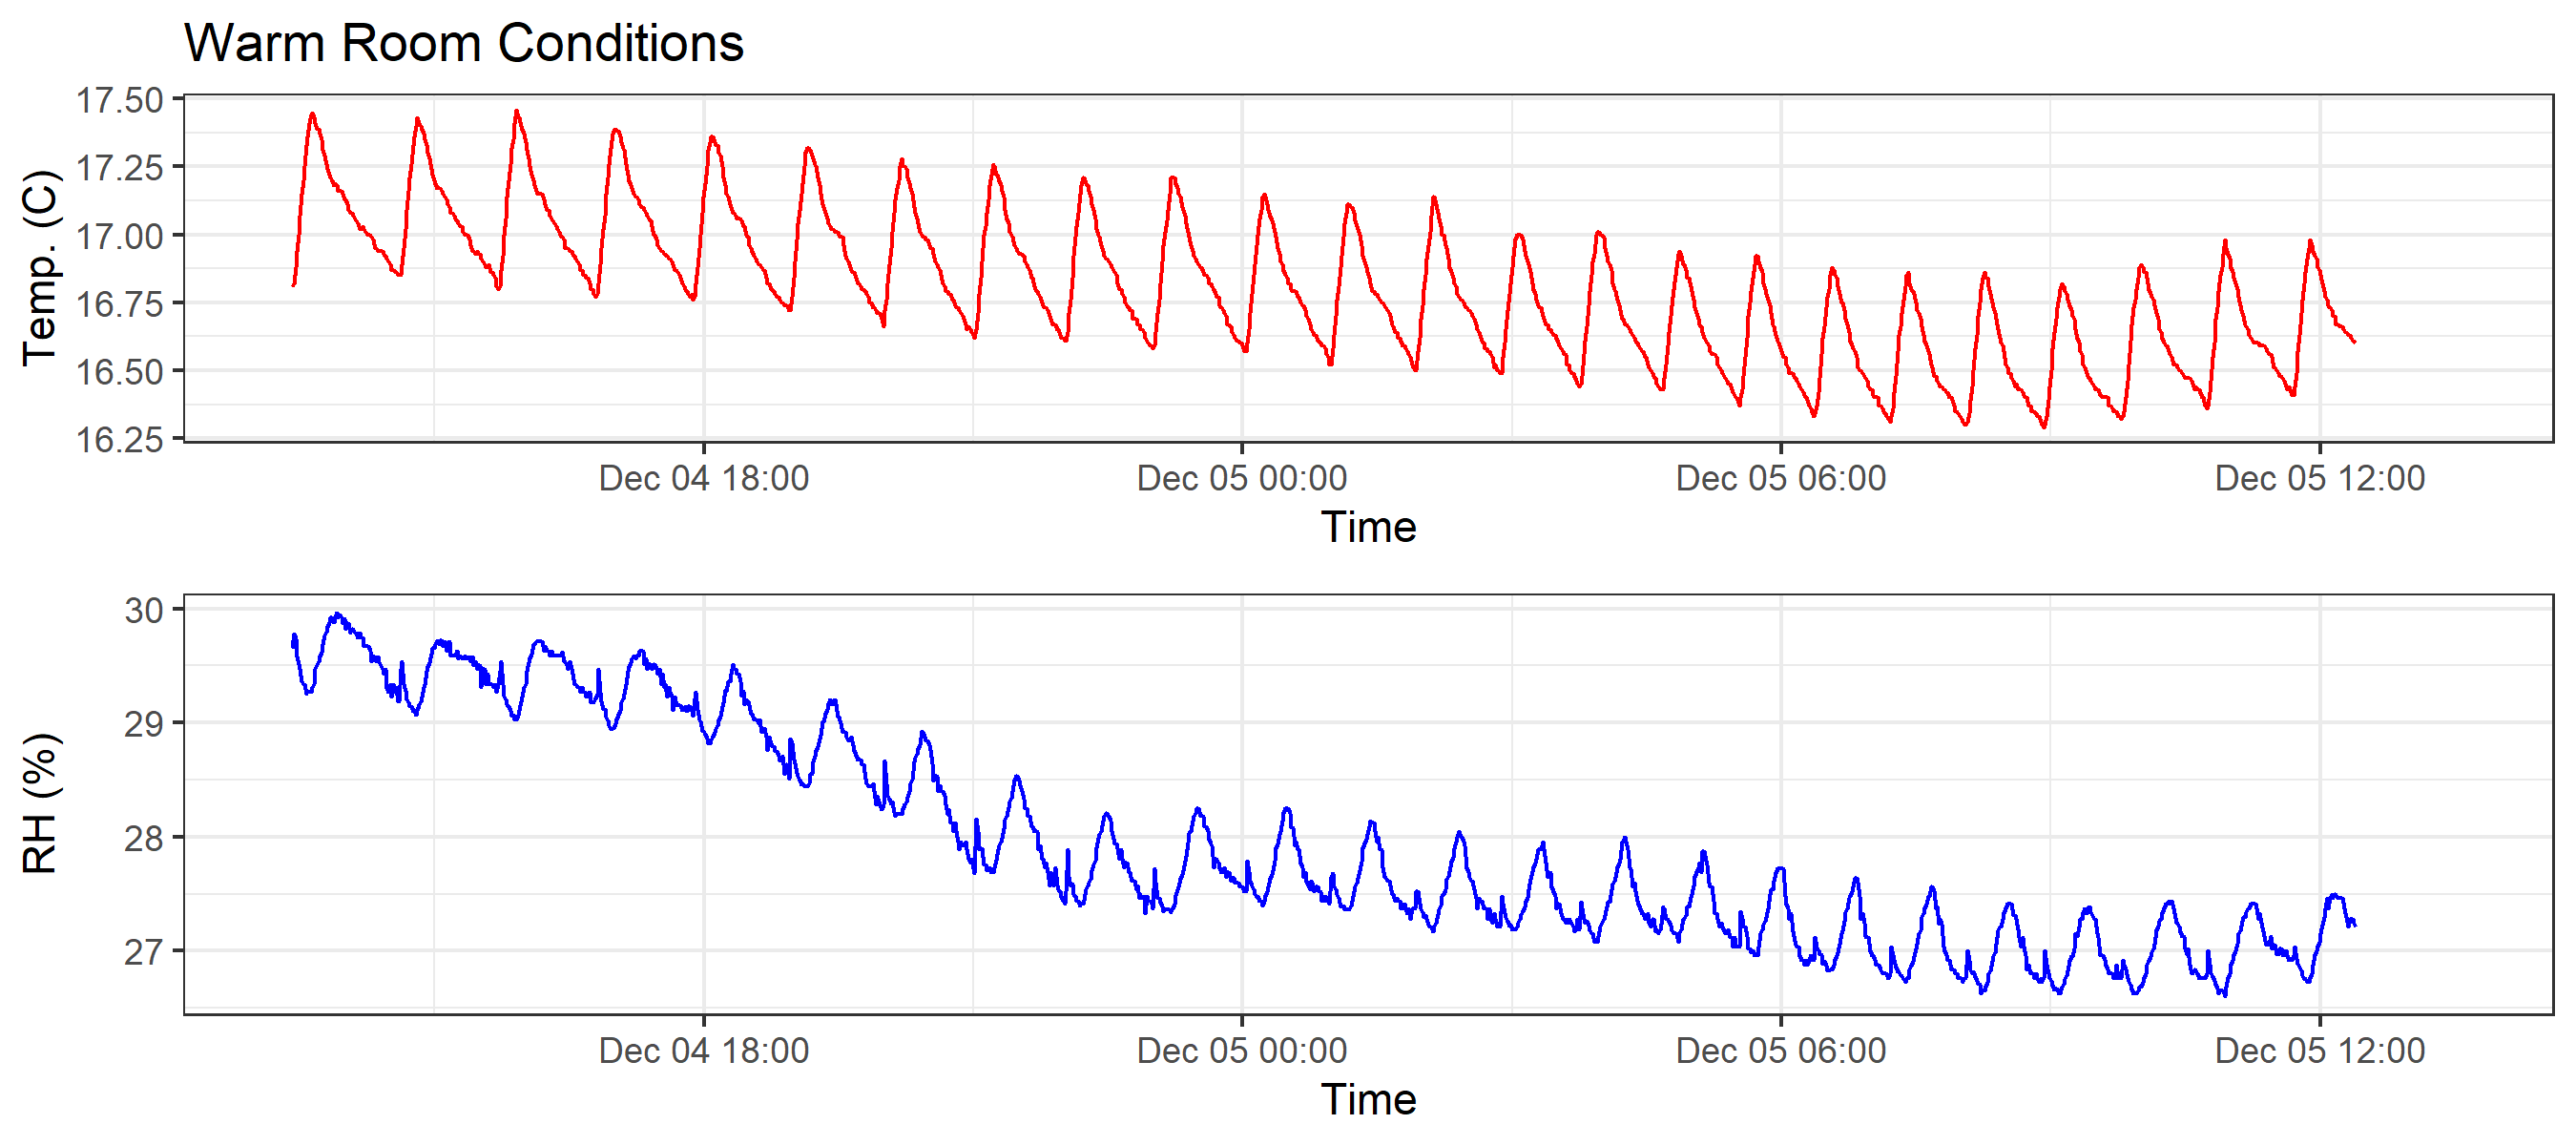 Warm Room Conditions
17.50
17.25
17.00
16.75
16.50
16.25
Temp. (C)
Dec 04 18:00 Dec 05 00:00 Dec 05 06:00 Dec 05 12:00
Time
30
29
28
27
RH (%)
Dec 04 18:00 Dec 05 00:00 Dec 05 06:00 Dec 05 12:00
Time